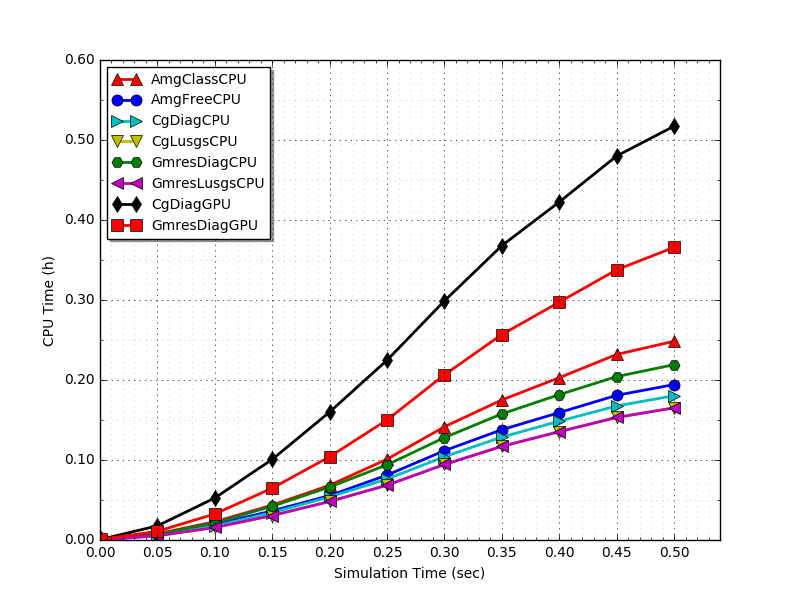 0.60
0.50
0.40
0.30
0.20
0.10
0.00
CPU Time (h)
AmgClassCPU
AmgFreeCPU
CgDiagCPU
CgLusgsCPU
GmresDiagCPU
GmresLusgsCPU
CgDiagGPU
GmresDiagGPU
0.00 0.05 0.10 0.15 0.20 0.25 0.30 0.35 0.40 0.45 0.50
Simulation Time (sec)